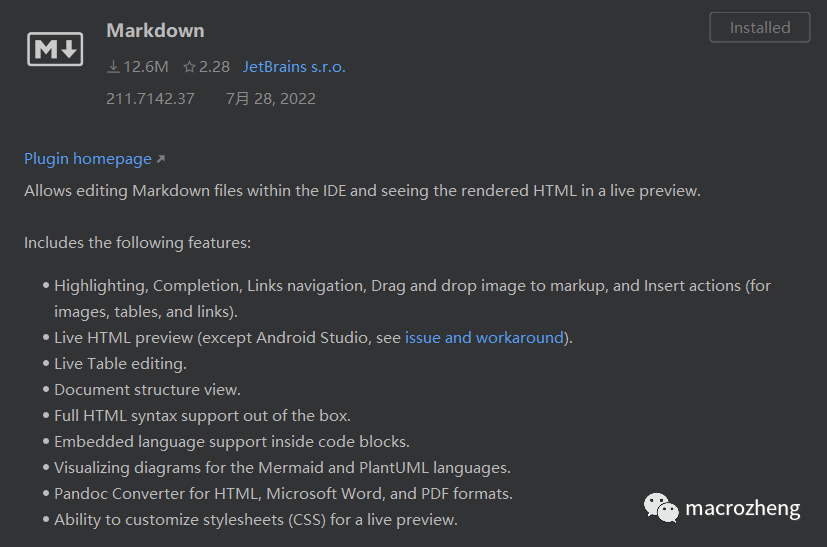 Markdown
Installed
12.6M 2.28 JetBrains s.r.o.
211.7142.37 7月 28, 2022
Plugin homepage
Allows editing Markdown files within the IDE and seeing the rendered HTML in a live preview.
Includes the following features:
• Highlighting, Completion, Links navigation, Drag and drop image to markup, and Insert actions (for
images, tables, and links).
• Live HTML preview (except Android Studio, see issue and workaround).
• Live Table editing.
• Document structure view.
• Full HTML syntax support out of the box.
• Embedded language support inside code blocks.
• Visualizing diagrams for the Mermaid and PlantUML languages.
• Pandoc Converter for HTML, Microsoft Word, and PDF formats.
• Ability to customize stylesheets (CSS) for a live preview.
macrozheng